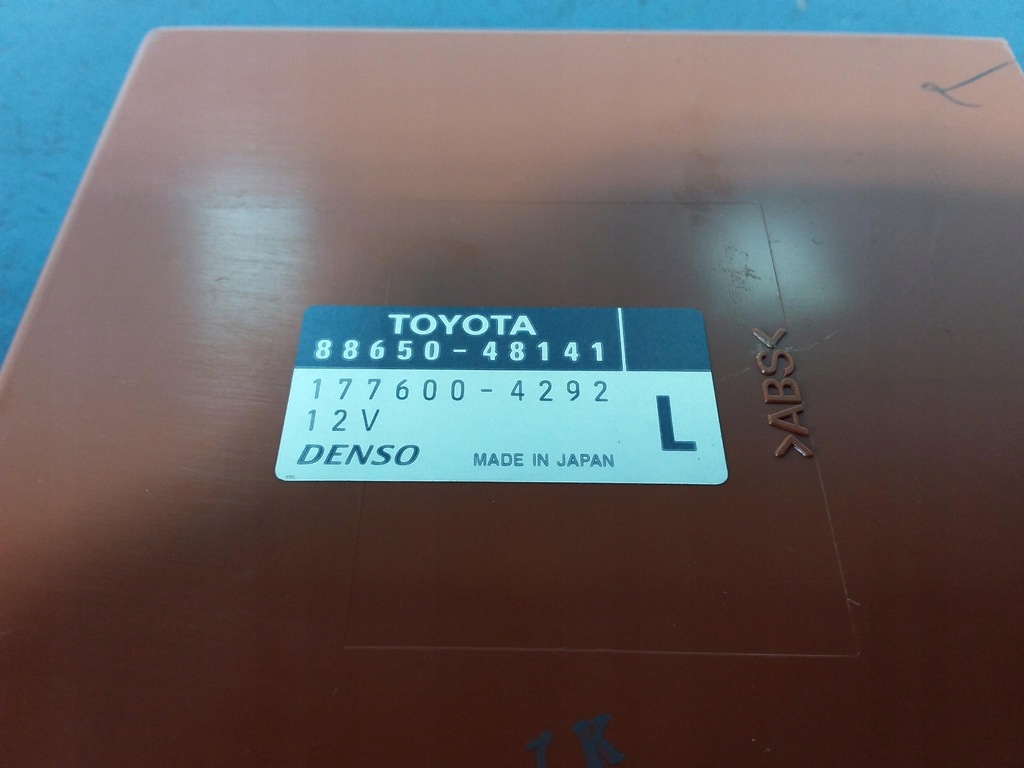 TOYOTA
88650-48141
177600-4292
12V
L
DENSO
MADE IN JAPAN
>ABS<